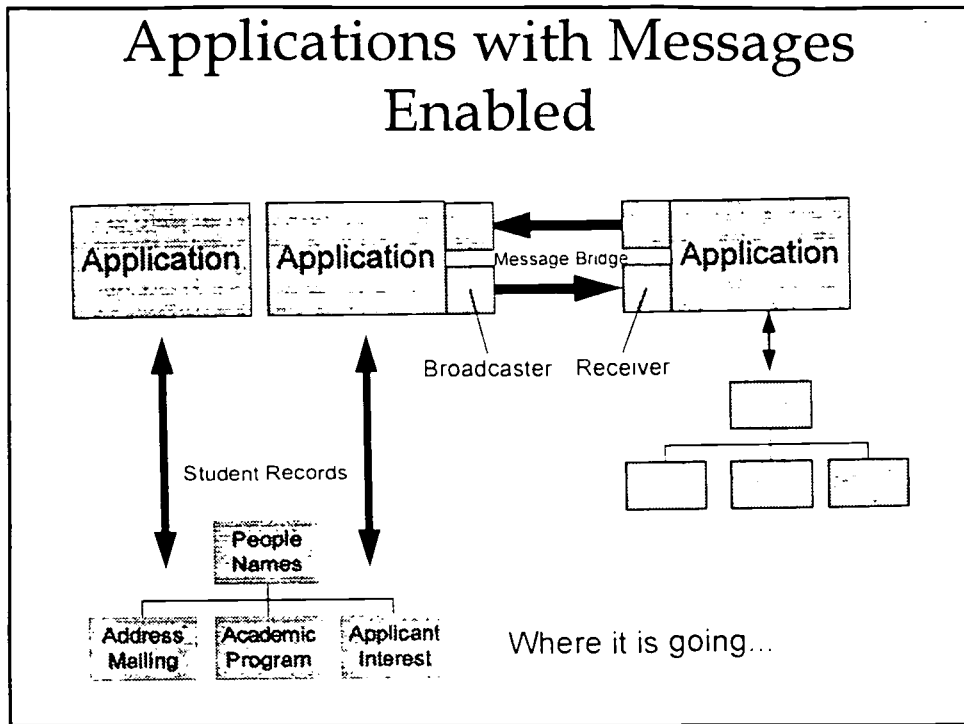 Applications with Messages
Enabled
Application
Application
Message Bridge
Application
Broadcaster
Receiver
Student Records
People
Names
Address
Mailing
Academic
Program
Applicant
Interest
Where it is going...